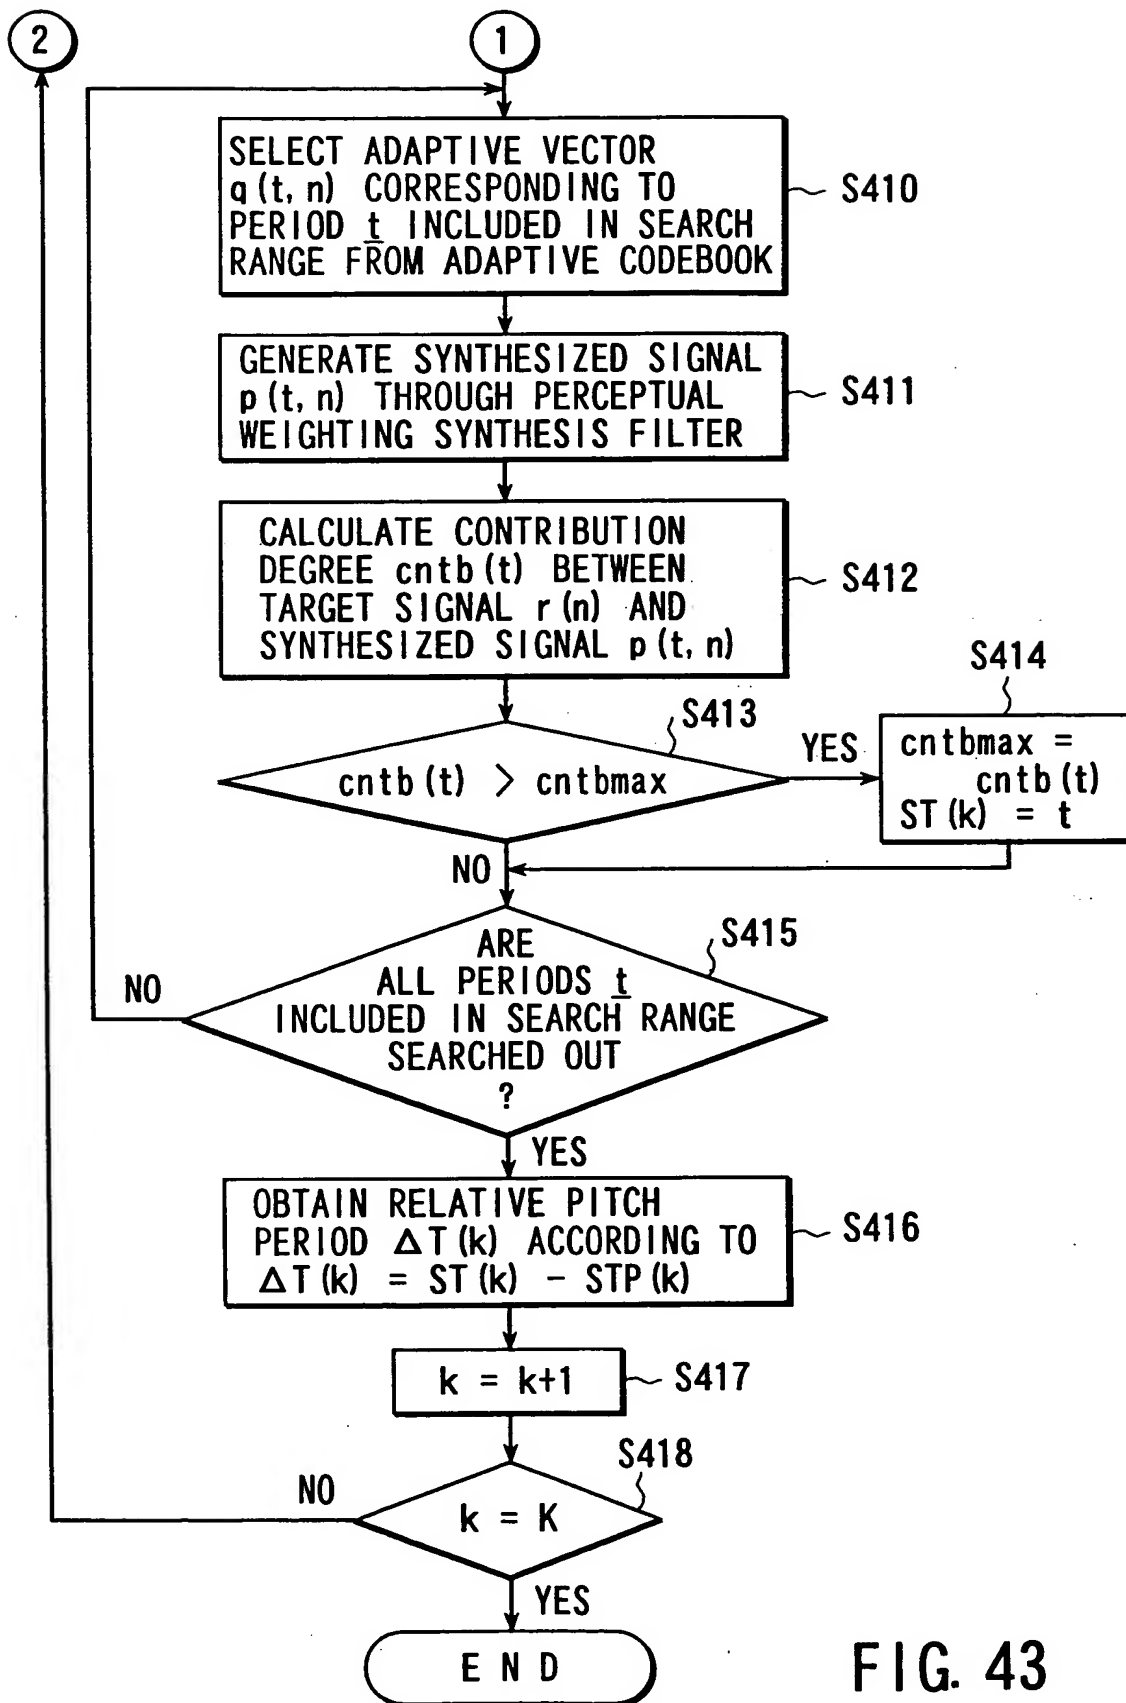 2
1
SELECT ADAPTIVE VECTOR
q(t, n) CORRESPONDING TO
PERIOD t INCLUDED IN SEARCH
RANGE FROM ADAPTIVE CODEBOOK
S410
GENERATE SYNTHESIZED SIGNAL
p(t, n) THROUGH PERCEPTUAL
WEIGHTING SYNTHESIS FILTER
S411
CALCULATE CONTRIBUTION
DEGREE cntb(t) BETWEEN
TARGET SIGNAL r(n) AND
SYNTHESIZED SIGNAL p(t, n)
S412
S413
cntb(t) > cntbmax
YES
S414
cntbmax =
cntb(t)
ST(k) = t
NO
S415
ARE
ALL PERIODS t
INCLUDED IN SEARCH RANGE
SEARCHED OUT
?
NO
YES
OBTAIN RELATIVE PITCH
PERIOD ΔT(k) ACCORDING TO
ΔT(k) = ST(k) - STP(k)
S416
k = k+1
S417
S418
k = K
NO
YES
END
FIG. 43